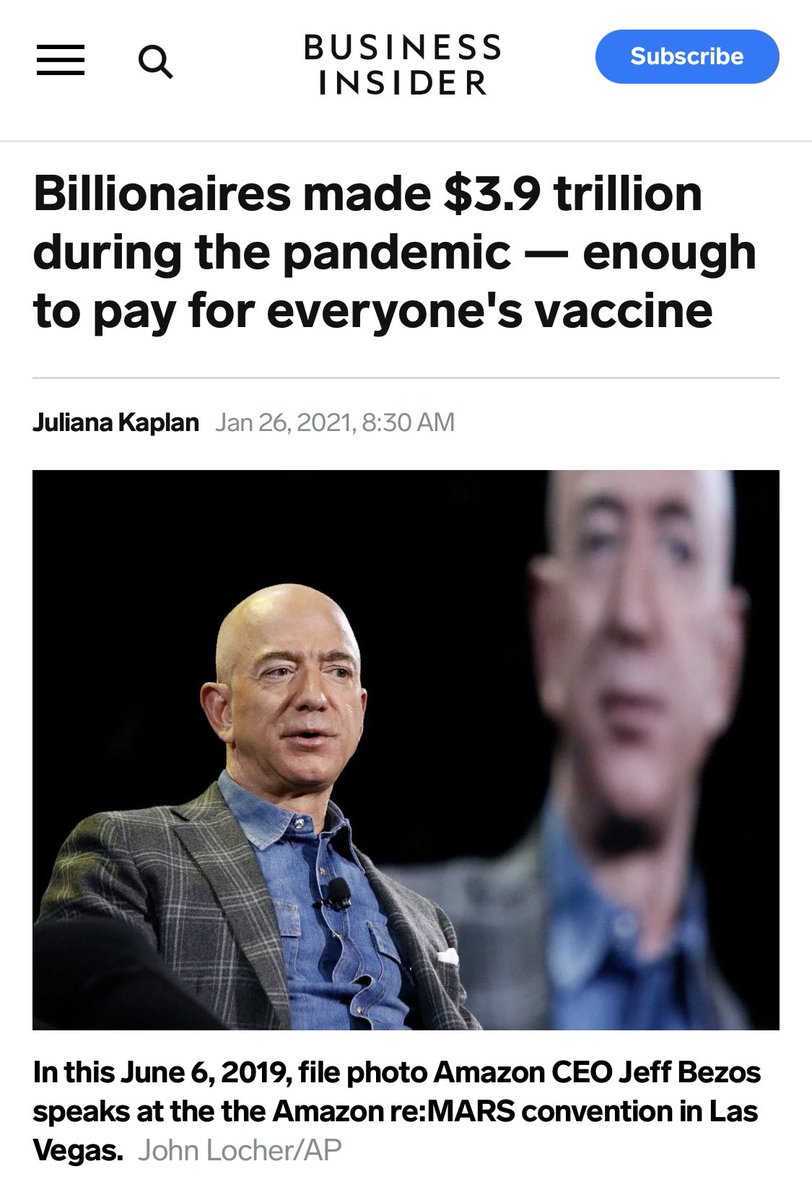 BUSINESS
INSIDER
Subscribe
Billionaires made $3.9 trillion
during the pandemic — enough
to pay for everyone's vaccine
Juliana Kaplan Jan 26, 2021, 8:30 AM
In this June 6, 2019, file photo Amazon CEO Jeff Bezos
speaks at the the Amazon re:MARS convention in Las
Vegas. John Locher/AP